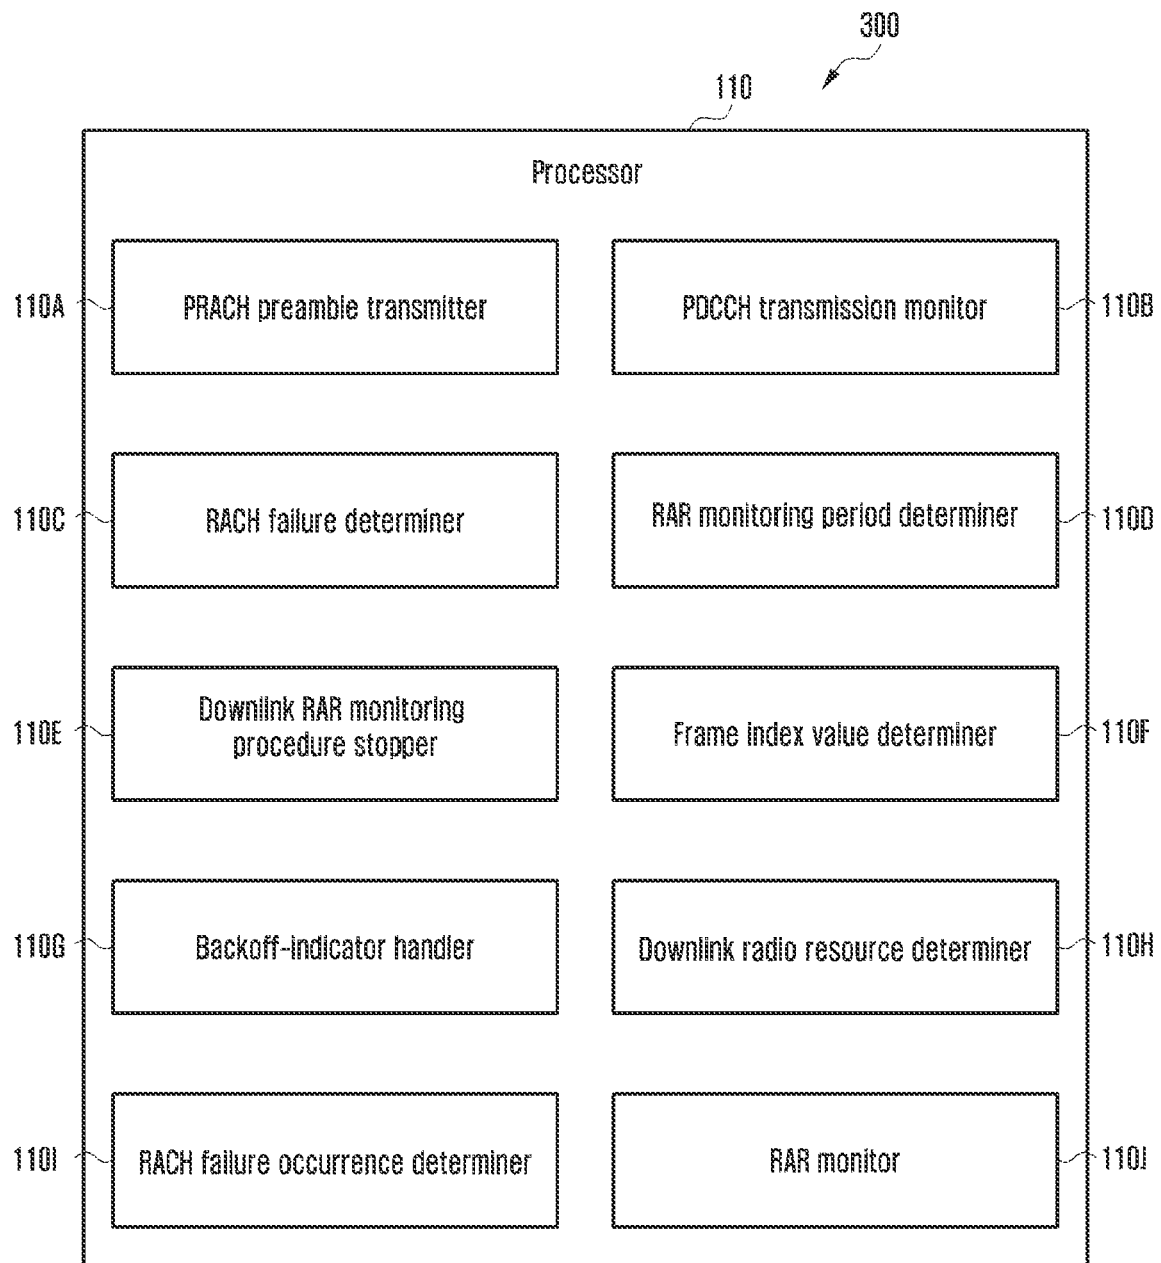 300
110
Processor
110A
PRACH preamble transmitter
PDCCH transmission monitor
110B
110C
RACH failure determiner
RAR monitoring period determiner
110D
110E
Downlink RAR monitoring
procedure stopper
Frame index value determiner
110F
110G
Backoff-indicator handler
Downlink radio resource determiner
110H
110I
RACH failure occurrence determiner
RAR monitor
110J